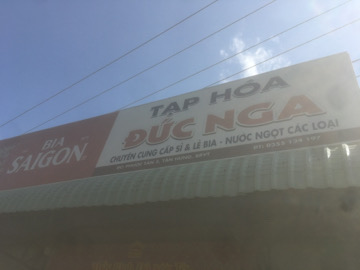 BIA
SAIGON
TẠP HÓA
ĐỨC NGA
CHUYÊN CUNG CẤP SỈ & LẺ BIA - NƯỚC NGỌT CÁC LOẠI